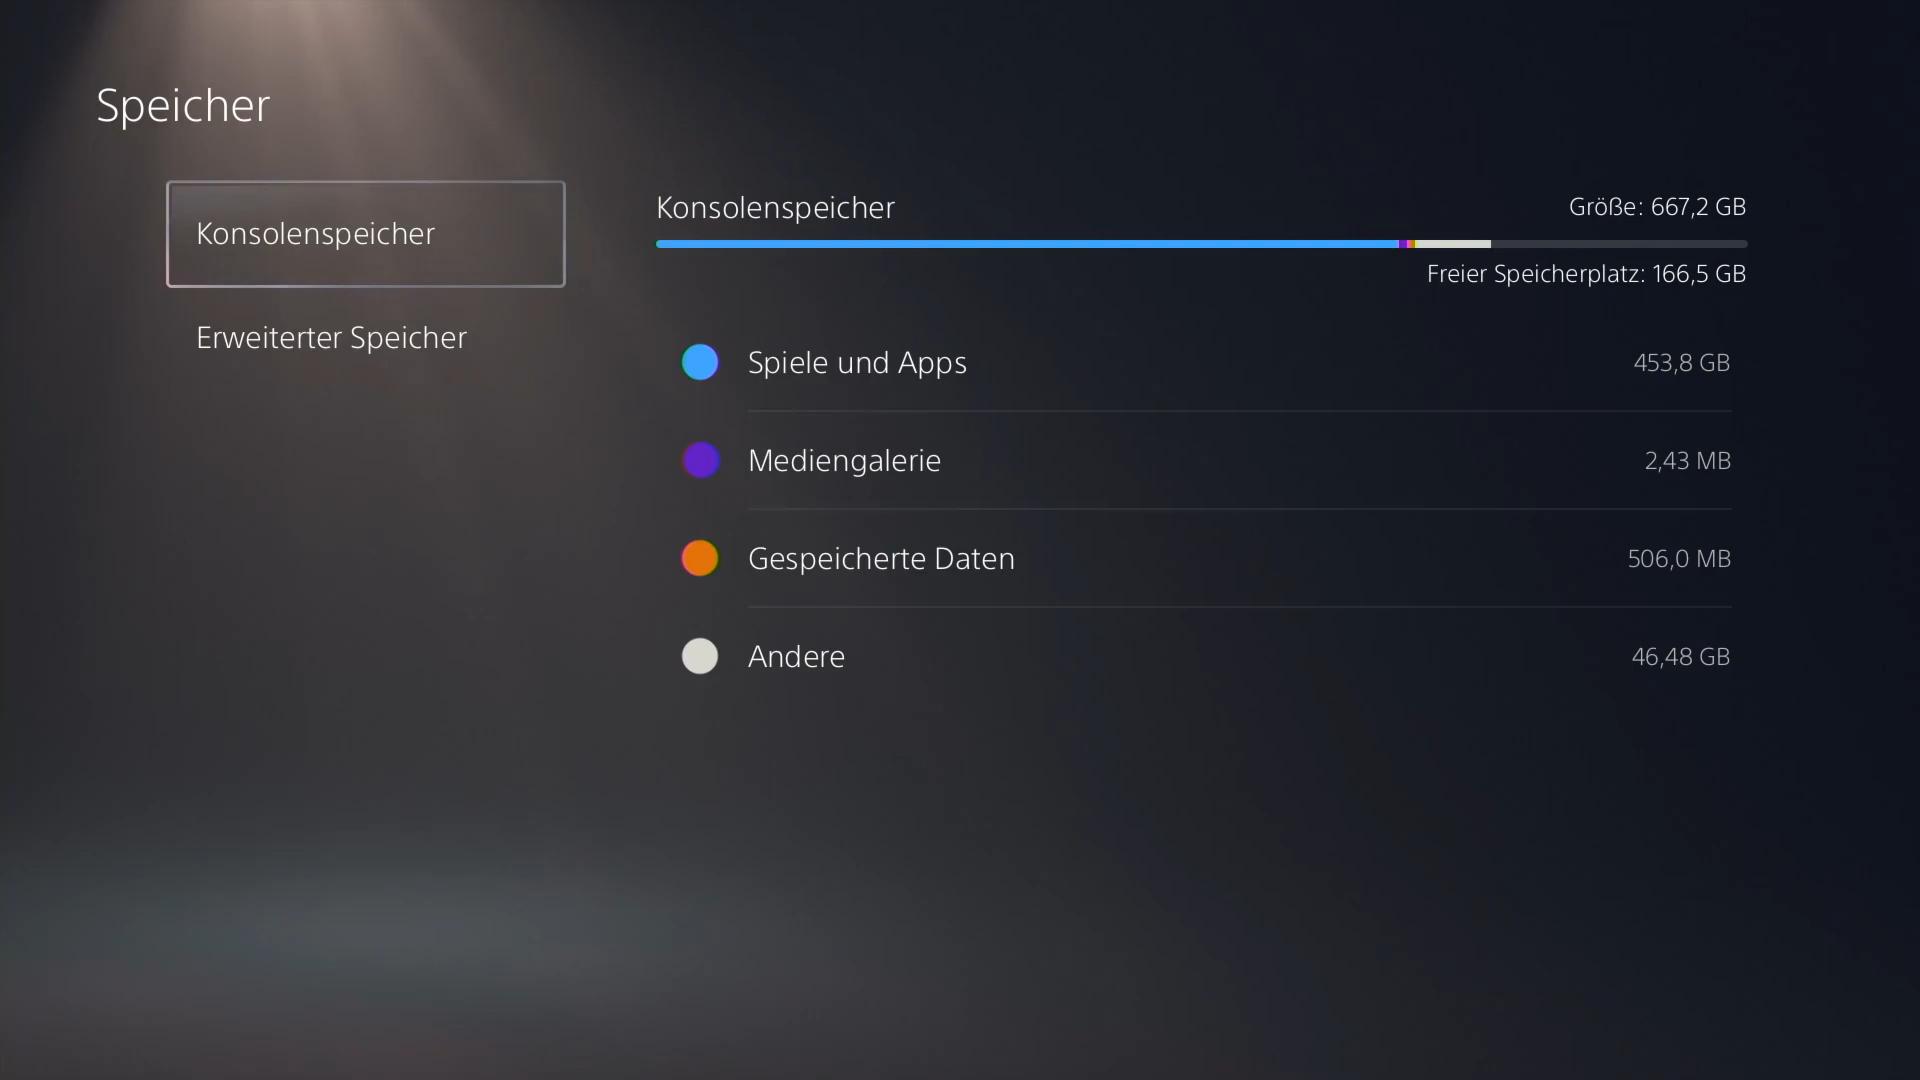 Speicher
Konsolenspeicher
Erweiterter Speicher
Konsolenspeicher
Größe: 667,2 GB
Freier Speicherplatz: 166,5 GB
Spiele und Apps 453,8 GB
Mediengalerie 2,43 MB
Gespeicherte Daten 506,0 MB
Andere 46,48 GB